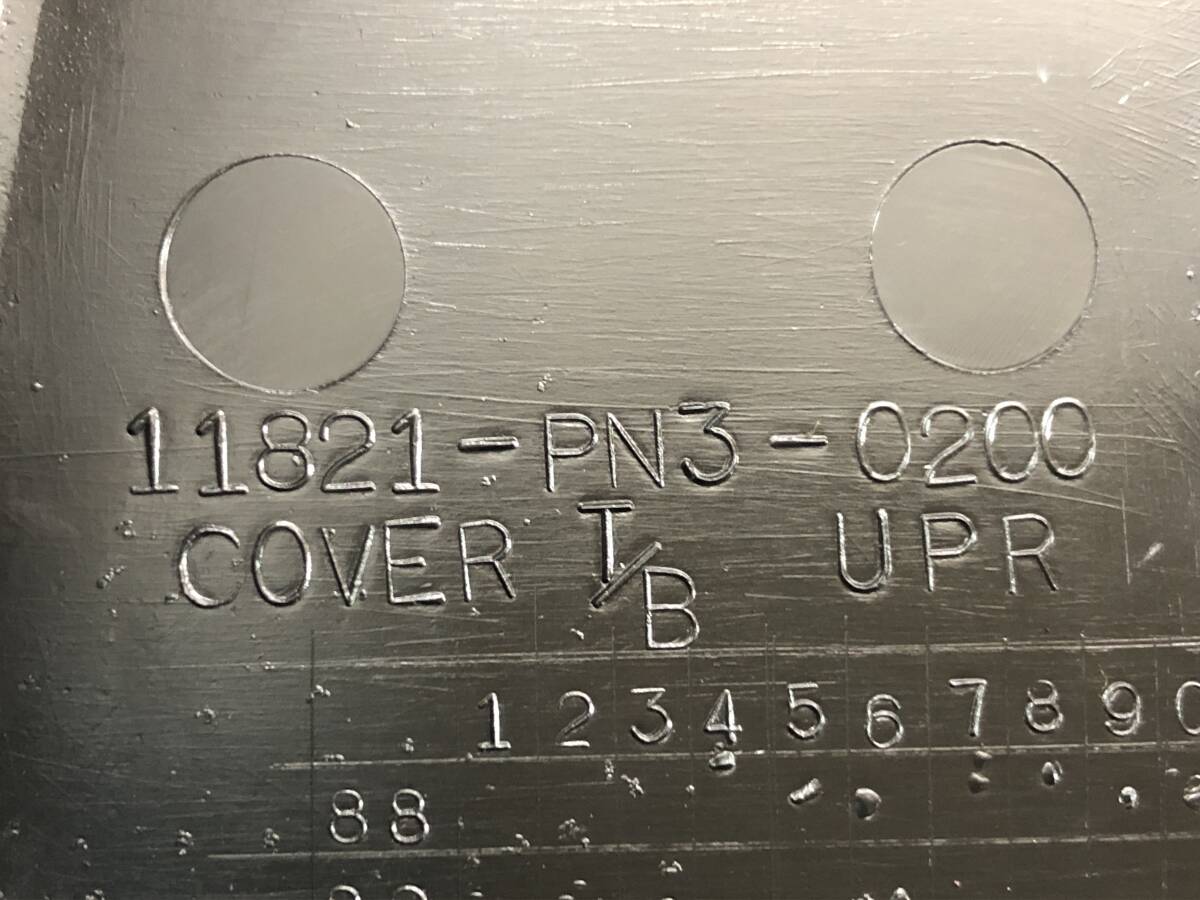 11821-PN3-0200
COVER T/B UPR
1 2 3 4 5 6 7 8 9
88